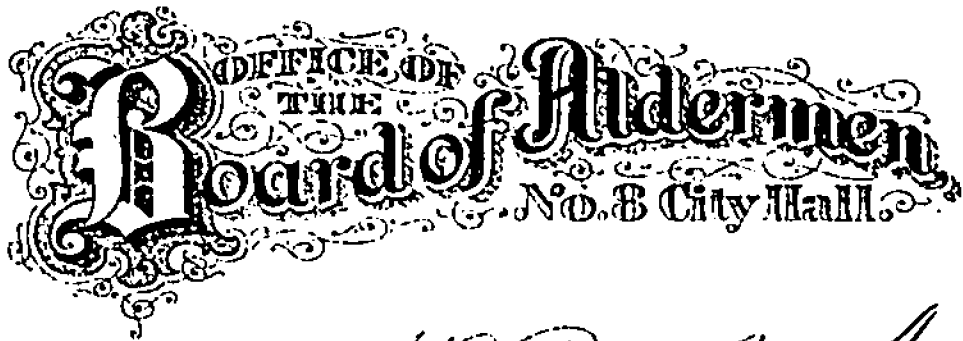 OFFICE OF
THE
Board of Aldermen,
No. 8 City Hall.